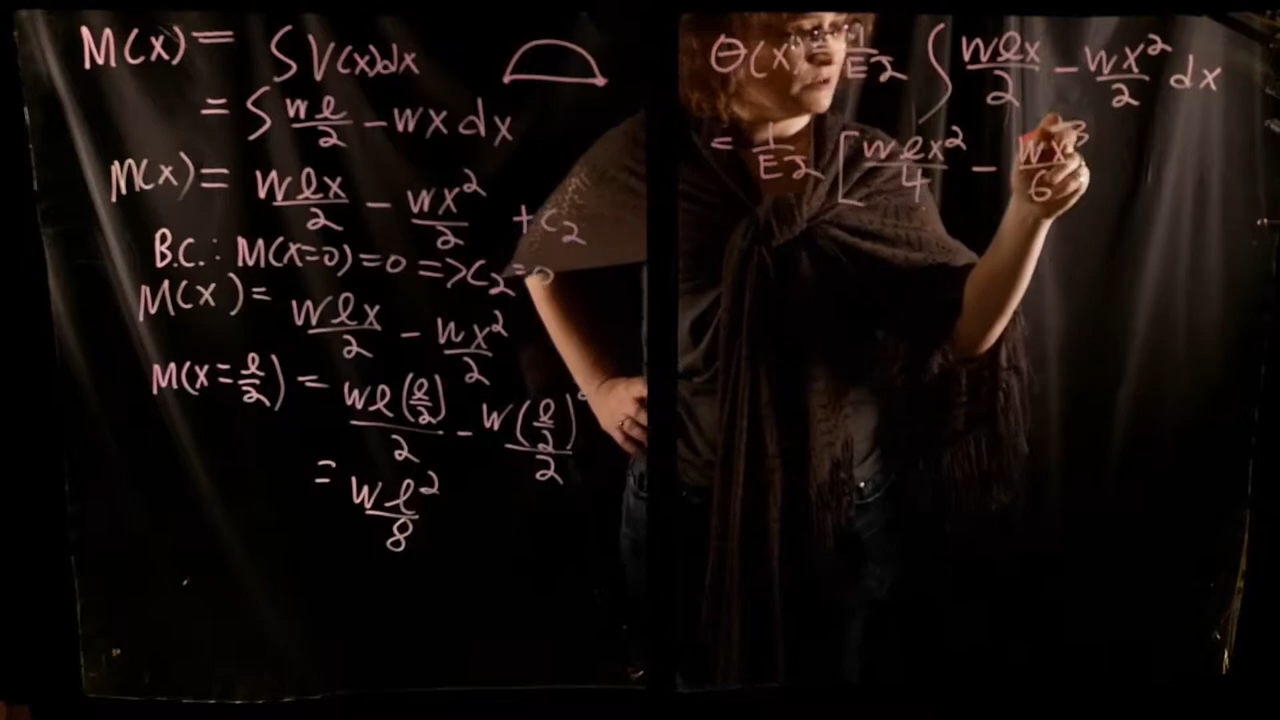 M(x) = ∫ V(x)dx
= ∫ wℓ/2 - wx dx
M(x) = wℓx/2 - wx²/2 + C₂
B.C.: M(x=0)=0 => C₂=0
M(x) = wℓx/2 - wx²/2
M(x=ℓ/2) = wℓ(ℓ/2)/2 - w(ℓ/2)²/2
= wℓ²/8
θ(x) = 1/EI ∫ wℓx/2 - wx²/2 dx
= 1/EI [ wℓx²/4 - wx³/6